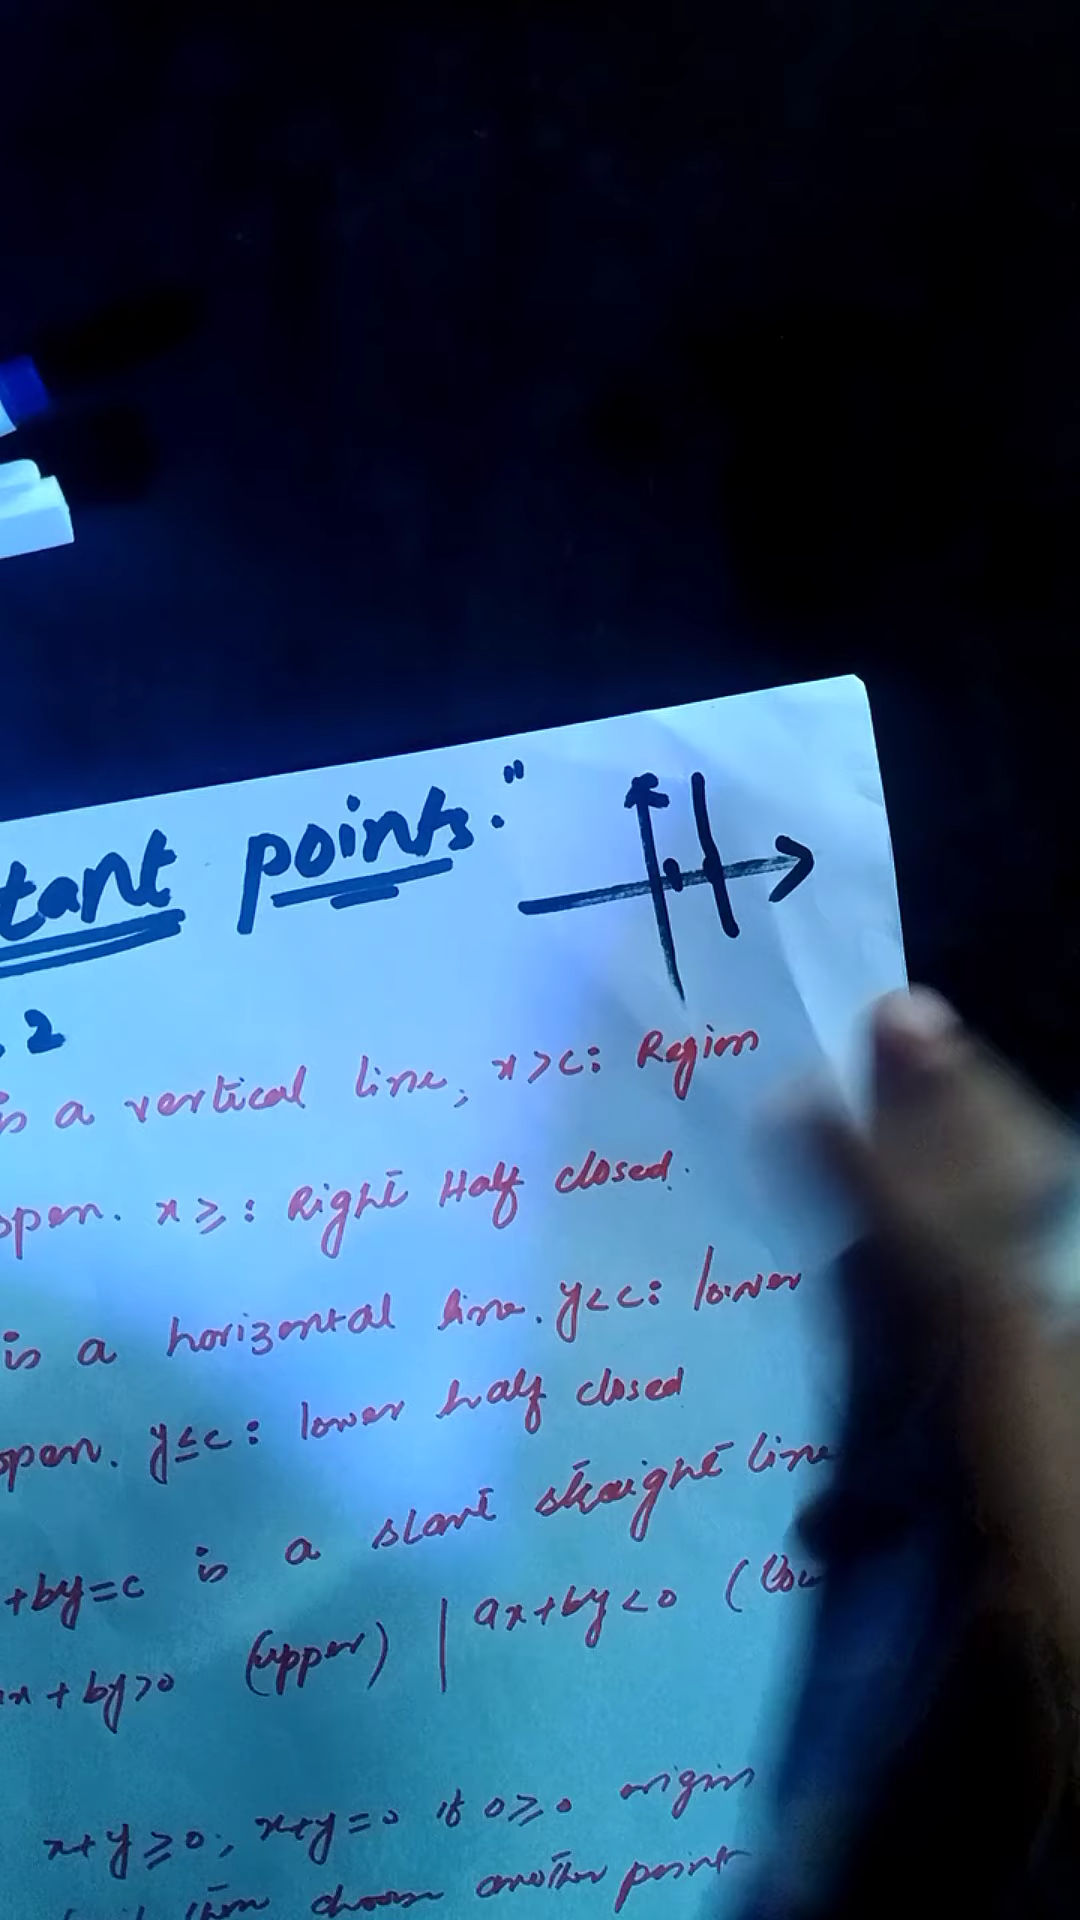 tant points."
. 2
is a vertical line, x>c: Region
open. x ≥ : Right Half closed.
is a horizontal line. y<c: lower
open. y≤c: lower half closed
+by=c is a slant straight line
x + by>0 (upper) | ax+by<0 (Low
x+y≥0; x+y=0 if 0≥0 origin
then choose another point